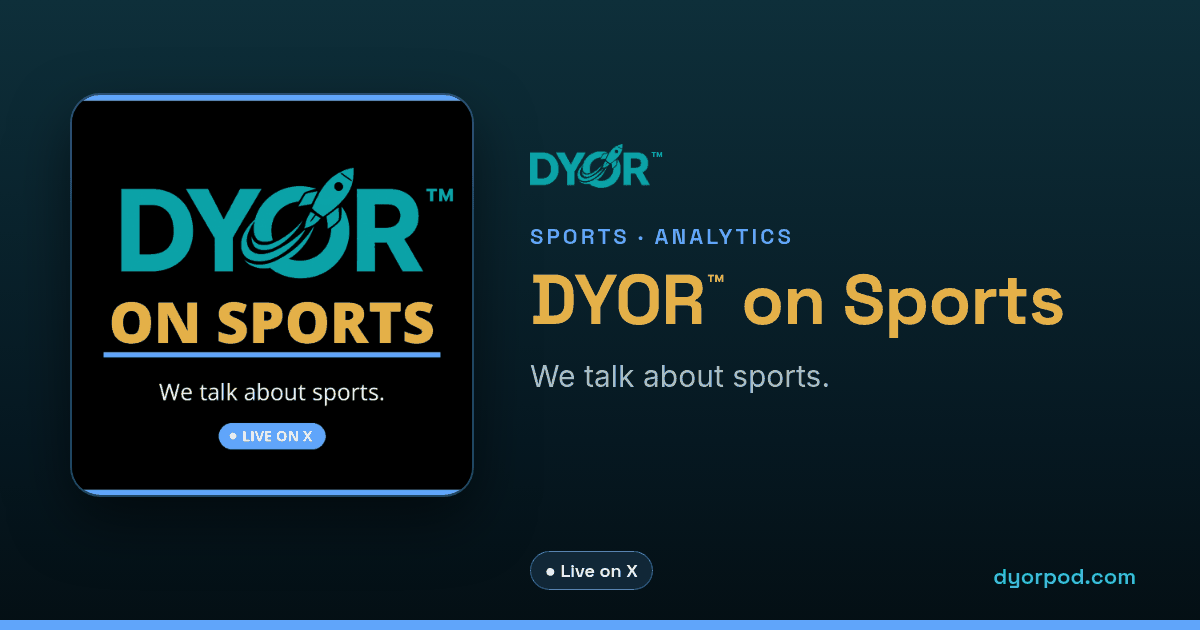 DYOR™
ON SPORTS
We talk about sports.
LIVE ON X
DYOR™
SPORTS · ANALYTICS
DYOR™ on Sports
We talk about sports.
Live on X
dyorpod.com